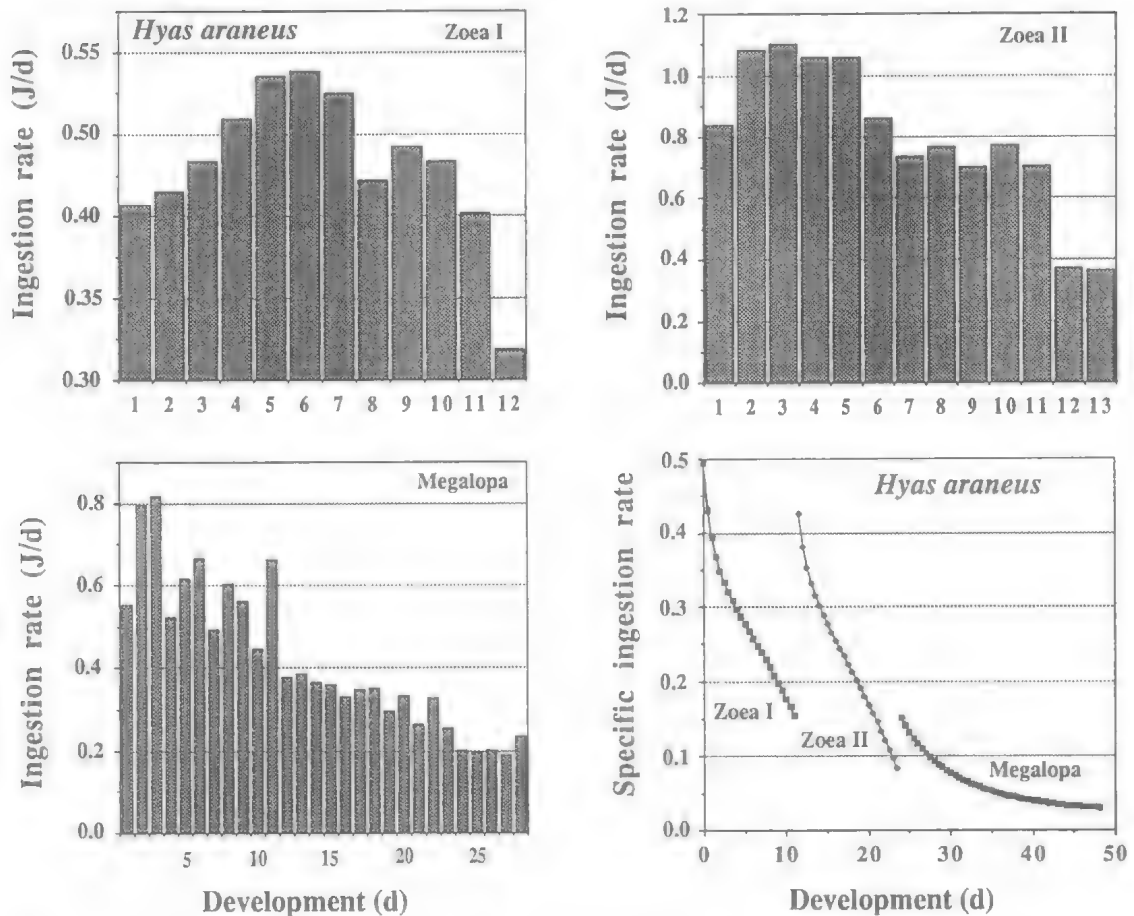 Hyas araneus
Zoea I
Ingestion rate (J/d)
0.55
0.50
0.40
0.35
0.30
1 2 3 4 5 6 7 8 9 10 11 12
Zoea II
Ingestion rate (J/d)
1.2
1.0
0.8
0.6
0.4
0.2
0.0
1 2 3 4 5 6 7 8 9 10 11 12 13
Megalopa
Ingestion rate (J/d)
0.8
0.6
0.4
0.2
0.0
5 10 15 20 25
Development (d)
Hyas araneus
Specific ingestion rate
0.5
0.4
0.3
0.2
0.1
0.0
Zoea I
Zoea II
Megalopa
0 10 20 30 40 50
Development (d)